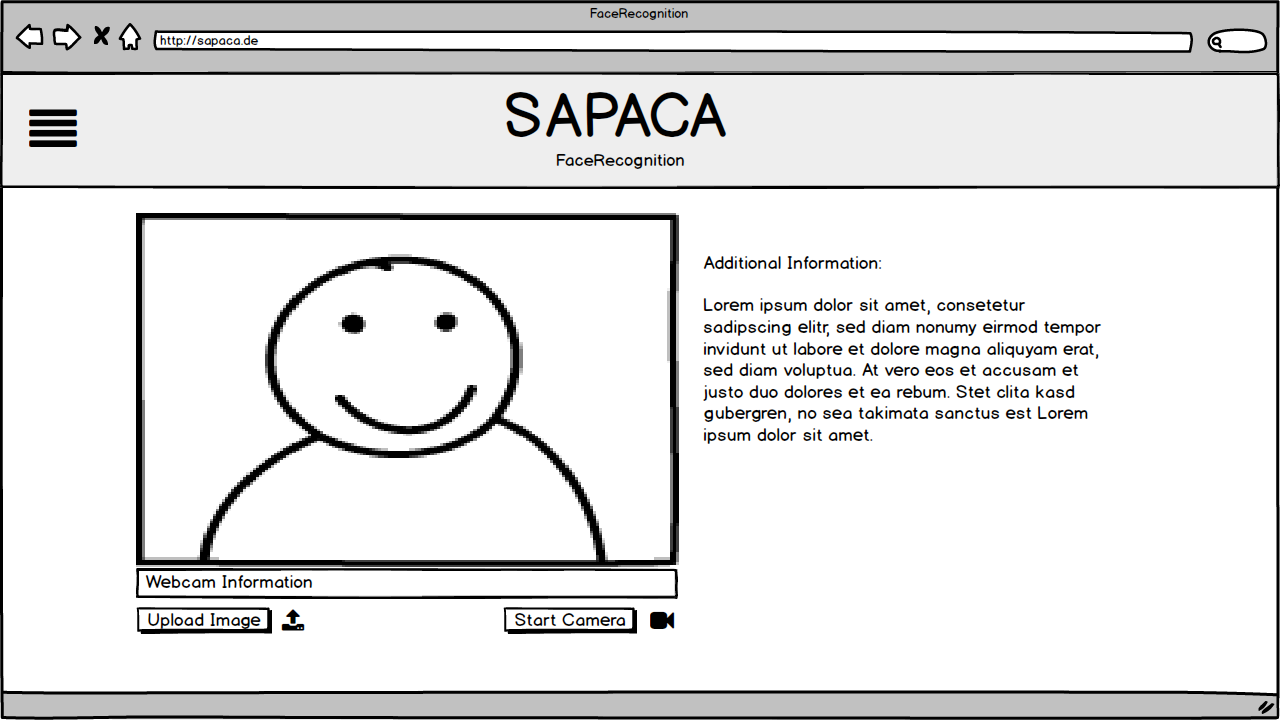 FaceRecognition
http://sapaca.de
SAPACA
FaceRecognition
Additional Information:
Lorem ipsum dolor sit amet, consetetur
sadipscing elitr, sed diam nonumy eirmod tempor
invidunt ut labore et dolore magna aliquyam erat,
sed diam voluptua. At vero eos et accusam et
justo duo dolores et ea rebum. Stet clita kasd
gubergren, no sea takimata sanctus est Lorem
ipsum dolor sit amet.
Webcam Information
Upload Image
Start Camera